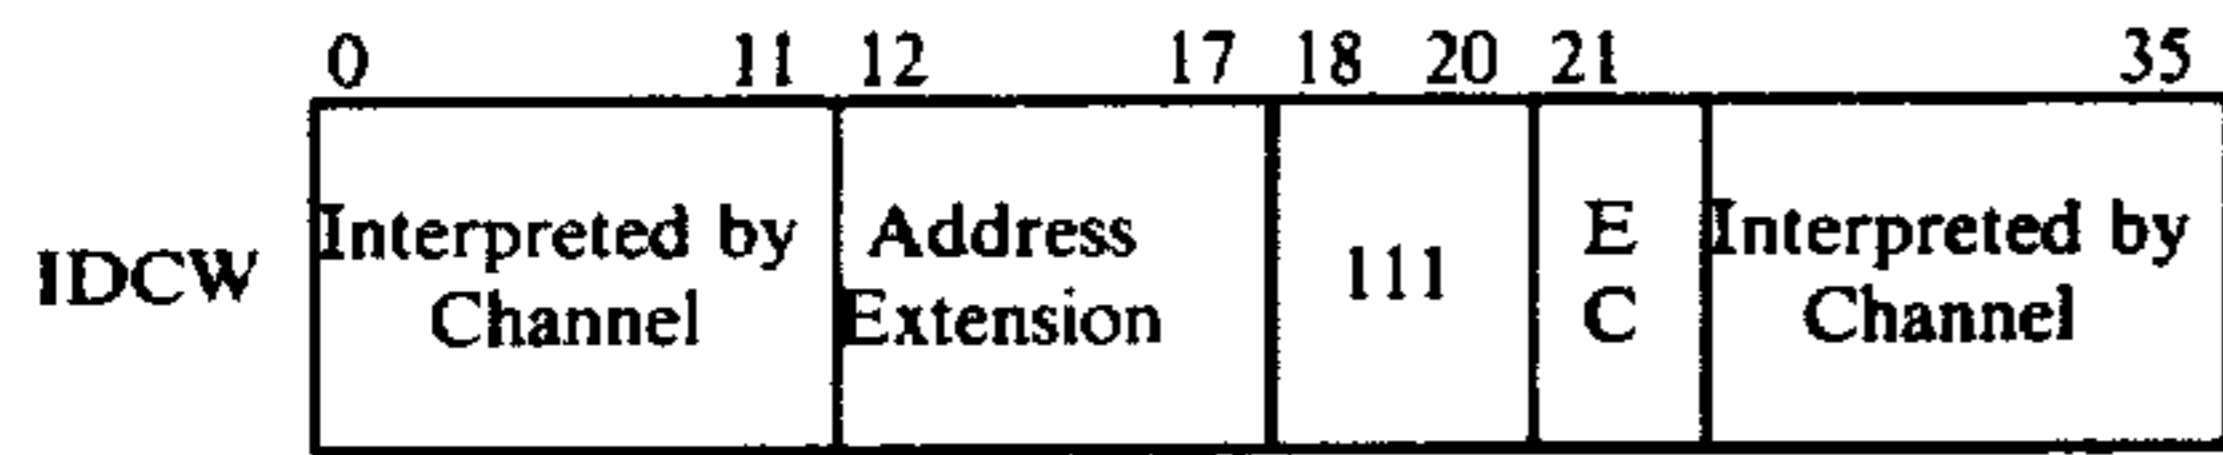 0 11 12 17 18 20 21 35
IDCW
Interpreted by
Channel
Address
Extension
111
E
C
Interpreted by
Channel